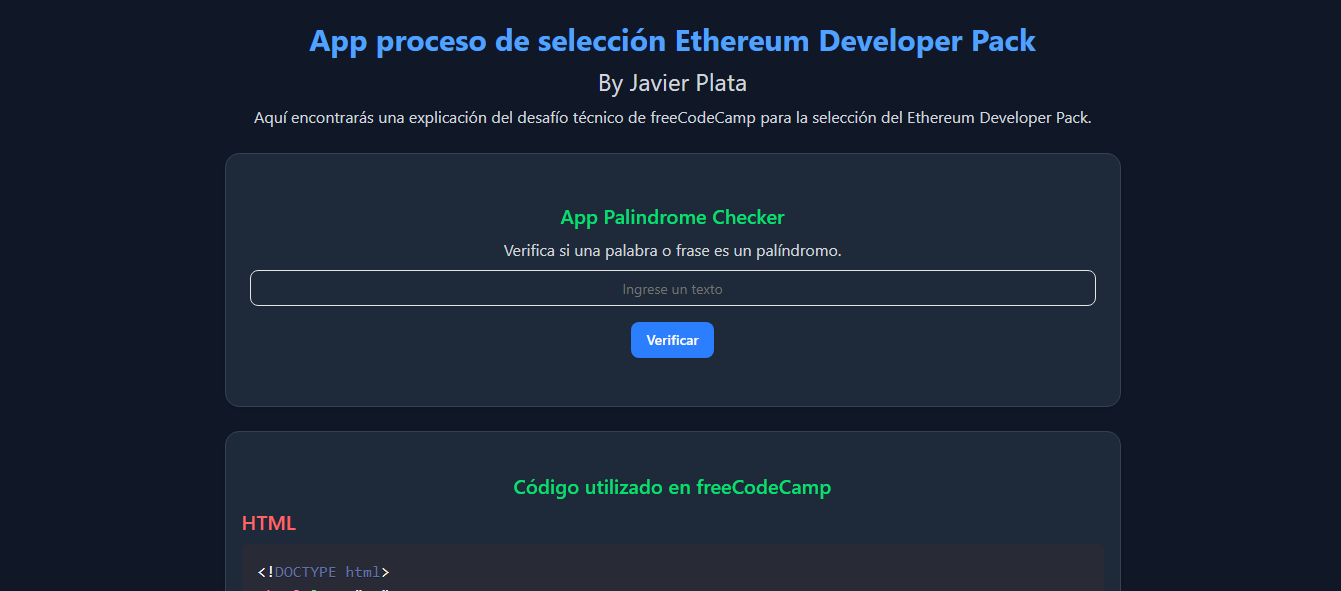 App proceso de selección Ethereum Developer Pack
By Javier Plata
Aquí encontrarás una explicación del desafío técnico de freeCodeCamp para la selección del Ethereum Developer Pack.
App Palindrome Checker
Verifica si una palabra o frase es un palíndromo.
Ingrese un texto
Verificar
Código utilizado en freeCodeCamp
HTML
<!DOCTYPE html>